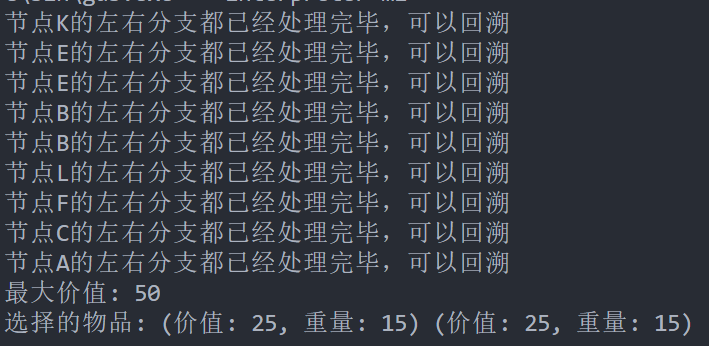 节点K的左右分支都已经处理完毕，可以回溯
节点E的左右分支都已经处理完毕，可以回溯
节点E的左右分支都已经处理完毕，可以回溯
节点B的左右分支都已经处理完毕，可以回溯
节点B的左右分支都已经处理完毕，可以回溯
节点L的左右分支都已经处理完毕，可以回溯
节点F的左右分支都已经处理完毕，可以回溯
节点C的左右分支都已经处理完毕，可以回溯
节点A的左右分支都已经处理完毕，可以回溯
最大价值: 50
选择的物品: (价值: 25, 重量: 15) (价值: 25, 重量: 15)